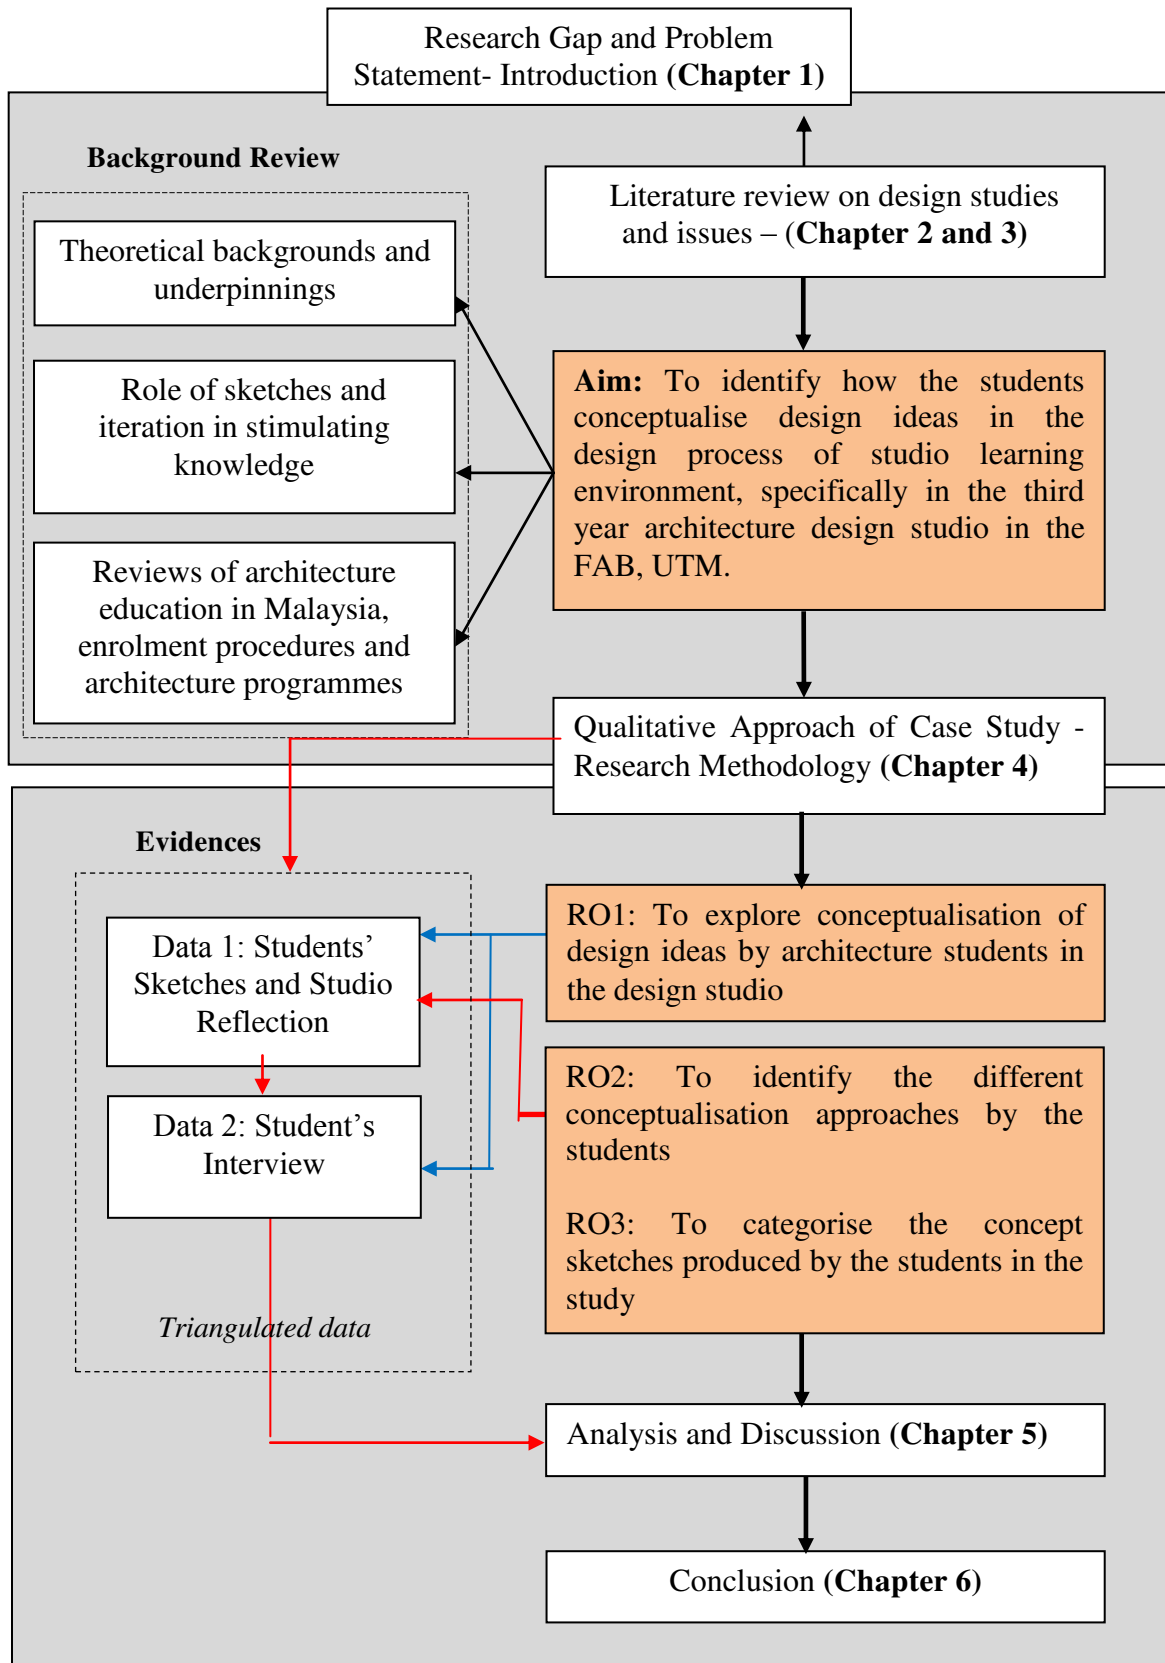 Research Gap and Problem
Statement- Introduction (Chapter 1)
Background Review
Literature review on design studies
and issues – (Chapter 2 and 3)
Theoretical backgrounds and
underpinnings
Role of sketches and
iteration in stimulating
knowledge
Reviews of architecture
education in Malaysia,
enrolment procedures and
architecture programmes
Aim: To identify how the students
conceptualise design ideas in the
design process of studio learning
environment, specifically in the third
year architecture design studio in the
FAB, UTM.
Qualitative Approach of Case Study -
Research Methodology (Chapter 4)
Evidences
Data 1: Students’
Sketches and Studio
Reflection
Data 2: Student’s
Interview
Triangulated data
RO1: To explore conceptualisation of
design ideas by architecture students in
the design studio
RO2: To identify the different
conceptualisation approaches by the
students
RO3: To categorise the concept
sketches produced by the students in the
study
Analysis and Discussion (Chapter 5)
Conclusion (Chapter 6)